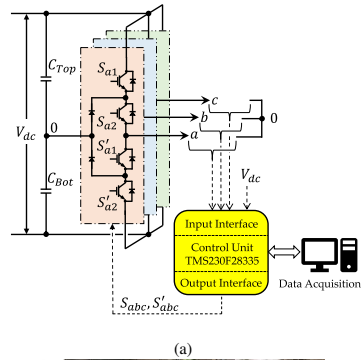 C_Top
S_a1
c
V_dc
0
S_a2
b
0
S'_a1
a
C_Bot
S'_a2
V_dc
Input Interface
Control Unit
TMS230F28335
Output Interface
Data Acquisition
S_abc, S'_abc
(a)